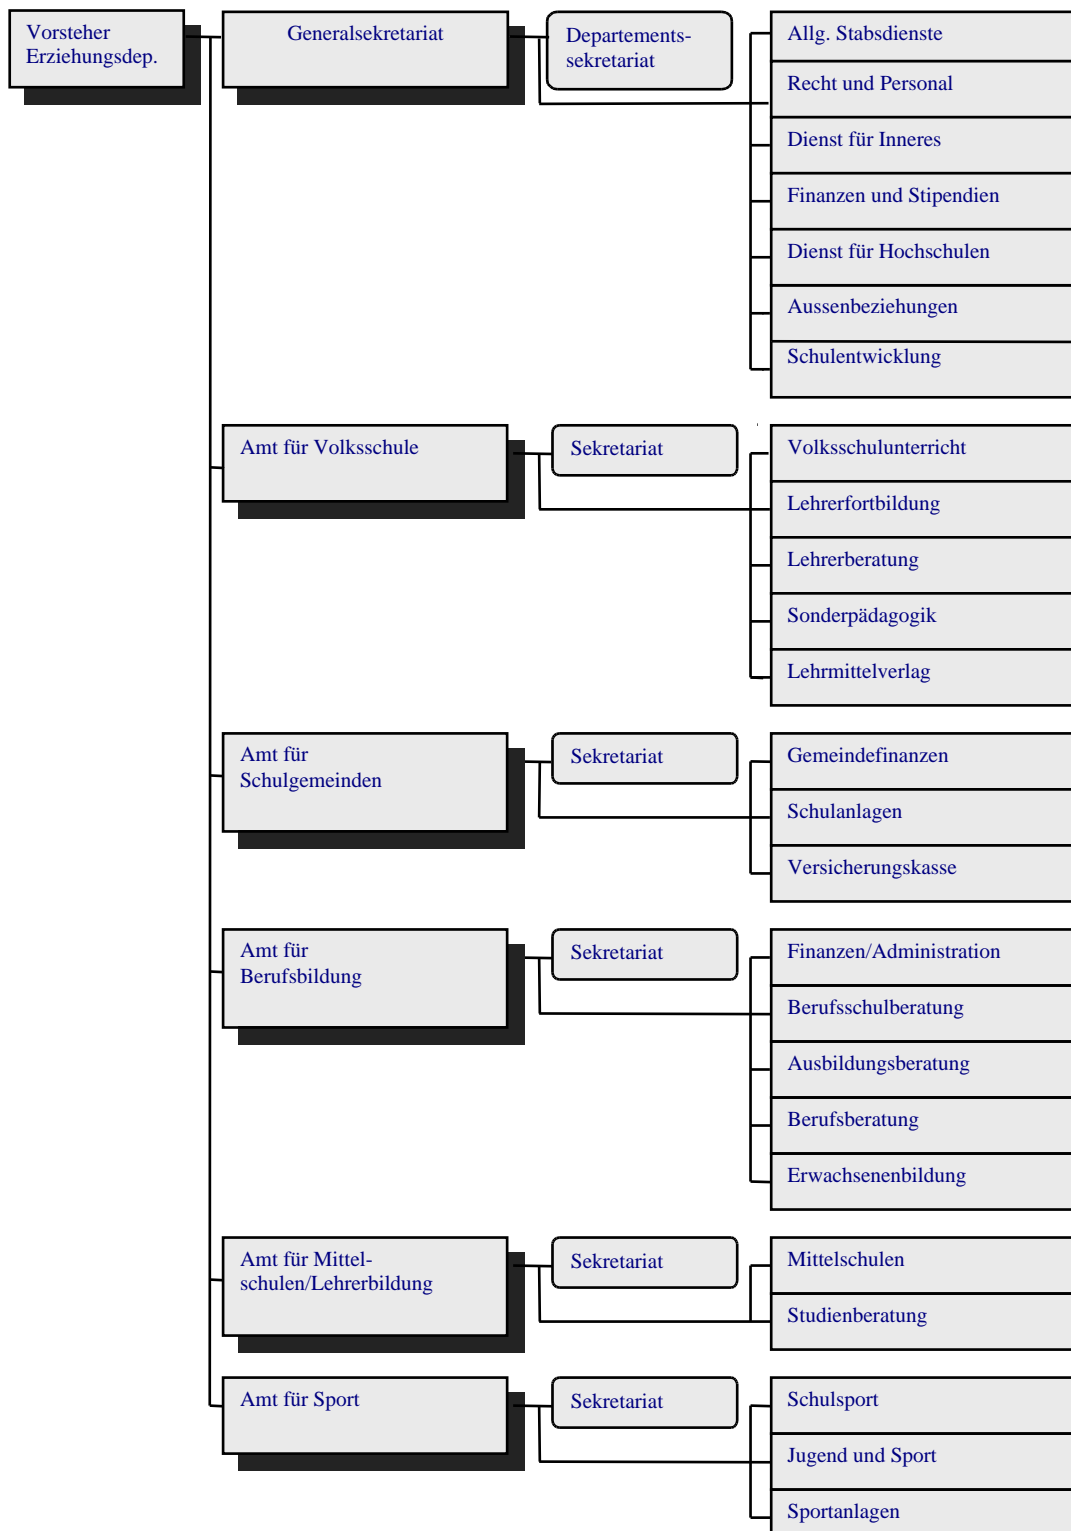 Vorsteher
Erziehungsdep.
Generalsekretariat
Departements-
sekretariat
Allg. Stabsdienste
Recht und Personal
Dienst für Inneres
Finanzen und Stipendien
Dienst für Hochschulen
Aussenbeziehungen
Schulentwicklung
Amt für Volksschule
Sekretariat
Volksschulunterricht
Lehrerfortbildung
Lehrerberatung
Sonderpädagogik
Lehrmittelverlag
Amt für
Schulgemeinden
Sekretariat
Gemeindefinanzen
Schulanlagen
Versicherungskasse
Amt für
Berufsbildung
Sekretariat
Finanzen/Administration
Berufsschulberatung
Ausbildungsberatung
Berufsberatung
Erwachsenenbildung
Amt für Mittel-
schulen/Lehrerbildung
Sekretariat
Mittelschulen
Studienberatung
Amt für Sport
Sekretariat
Schulsport
Jugend und Sport
Sportanlagen